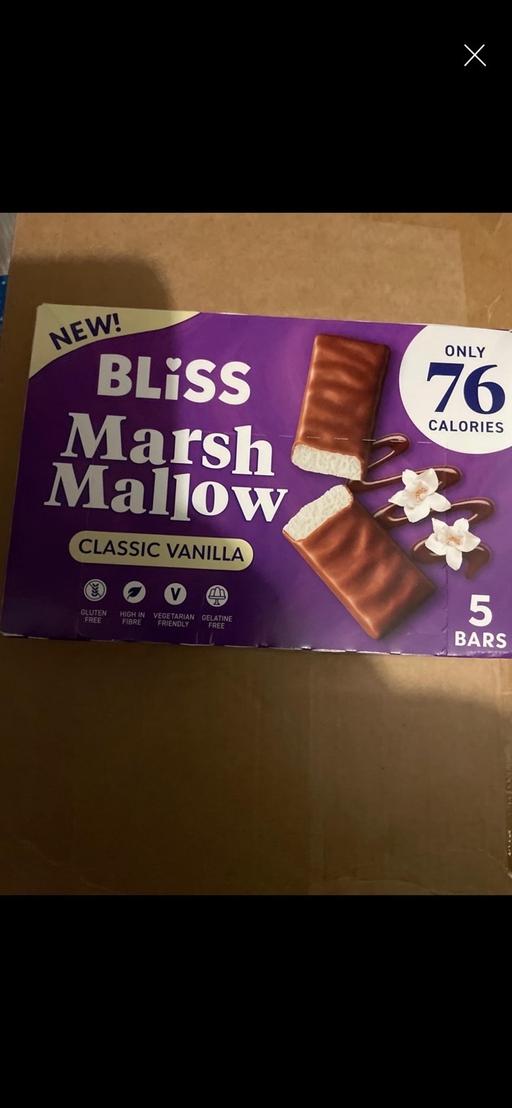 NEW!
BLiSS
Marsh
Mallow
CLASSIC VANILLA
GLUTEN
FREE
HIGH IN
FIBRE
VEGETARIAN
FRIENDLY
GELATINE
FREE
V
ONLY
76
CALORIES
5
BARS